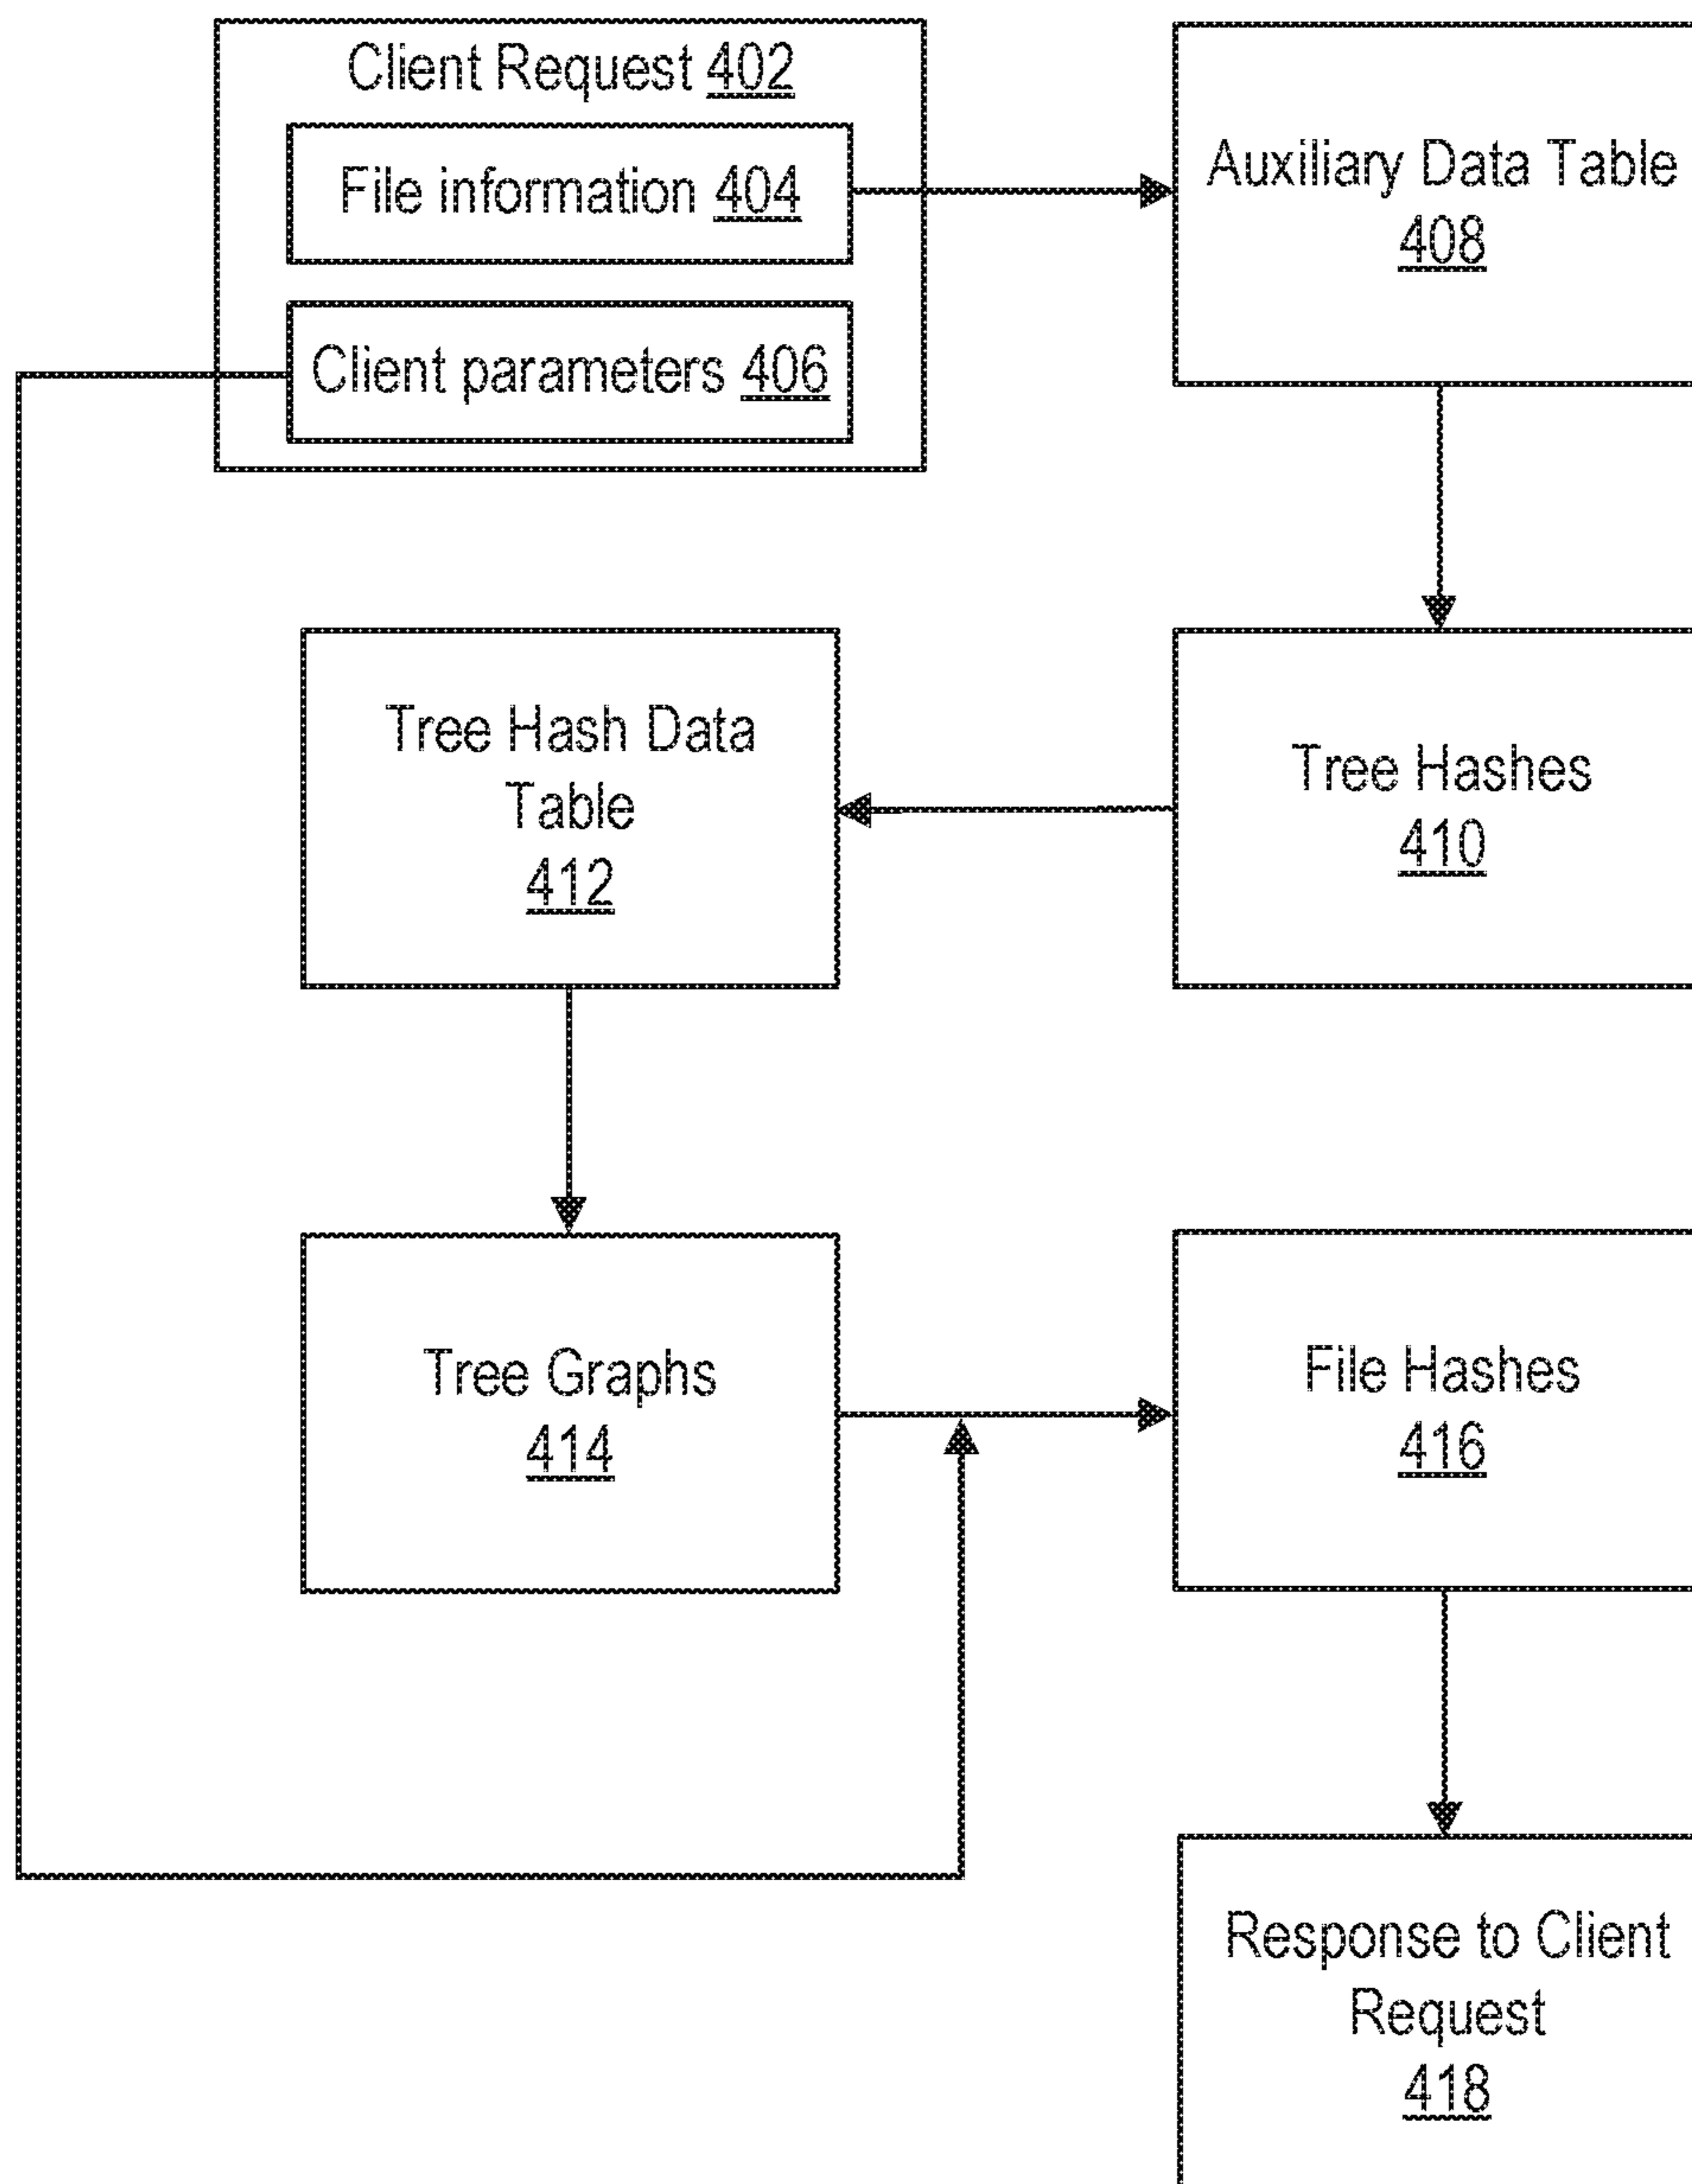 Client Request 402
File information 404
Client parameters 406
Auxiliary Data Table
408
Tree Hash Data
Table
412
Tree Hashes
410
Tree Graphs
414
File Hashes
416
Response to Client
Request
418